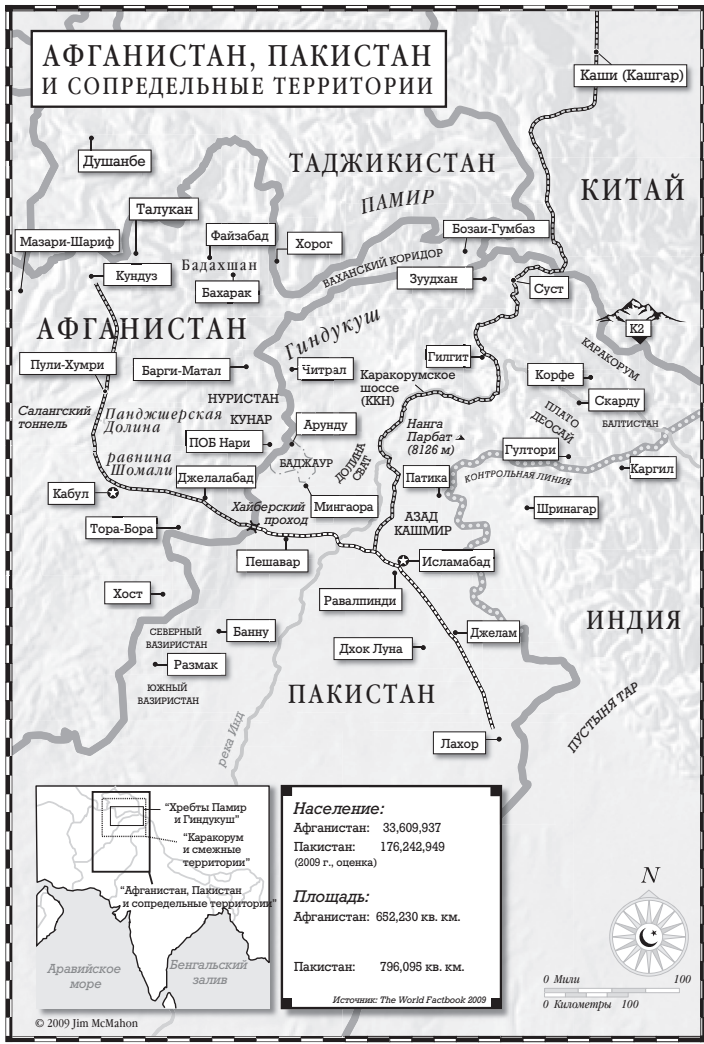 АФГАНИСТАН, ПАКИСТАН
И СОПРЕДЕЛЬНЫЕ ТЕРРИТОРИИ
Каши (Кашгар)
Душанбе
ТАДЖИКИСТАН
КИТАЙ
ПАМИР
Талукан
Мазари-Шариф
Файзабад
Хорог
Бозаи-Гумбаз
Кундуз
Бадахшан
ВАХАНСКИЙ КОРИДОР
Бахарак
Зуудхан
Суст
АФГАНИСТАН
Гиндукуш
K2
Пули-Хумри
Барги-Матал
Читрал
Гилгит
КАРАКОРУМ
Каракорумское
шоссе
(ККН)
Корфе
НУРИСТАН
Скарду
Салангский
тоннель
Панджшерская
Долина
КУНАР
Арунду
Нанга
Парбат
(8126 м)
ПЛАТО
ДЕОСАЙ
БАЛТИСТАН
ПОБ Нари
равнина
Шомали
БАДЖАУР
ДОЛИНА
СВАТ
Гултори
Каргил
Джелалабад
Патика
КОНТРОЛЬНАЯ ЛИНИЯ
Кабул
Хайберский
проход
Мингаора
АЗАД
КАШМИР
Шринагар
Тора-Бора
Пешавар
Исламабад
Хост
Равалпинди
ИНДИЯ
СЕВЕРНЫЙ
ВАЗИРИСТАН
Банну
Джелам
Дхок Луна
Размак
ЮЖНЫЙ
ВАЗИРИСТАН
ПАКИСТАН
ПУСТЫНЯ ТАР
река Инд
Лахор
"Хребты Памир
и Гиндукуш"
"Каракорум
и смежные
территории"
"Афганистан, Пакистан
и сопредельные территории"
Аравийское
море
Бенгальский
залив
Население:
Афганистан: 33,609,937
Пакистан: 176,242,949
(2009 г., оценка)
Площадь:
Афганистан: 652,230 кв. км.
Пакистан: 796,095 кв. км.
Источник: The World Factbook 2009
N
0 Мили 100
0 Километры 100
© 2009 Jim McMahon